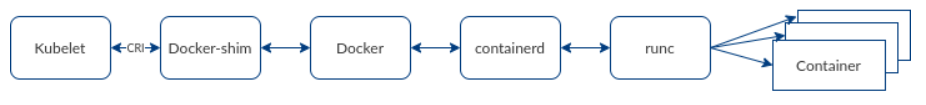 Kubelet
CRI
Docker-shim
Docker
containerd
runc
Container